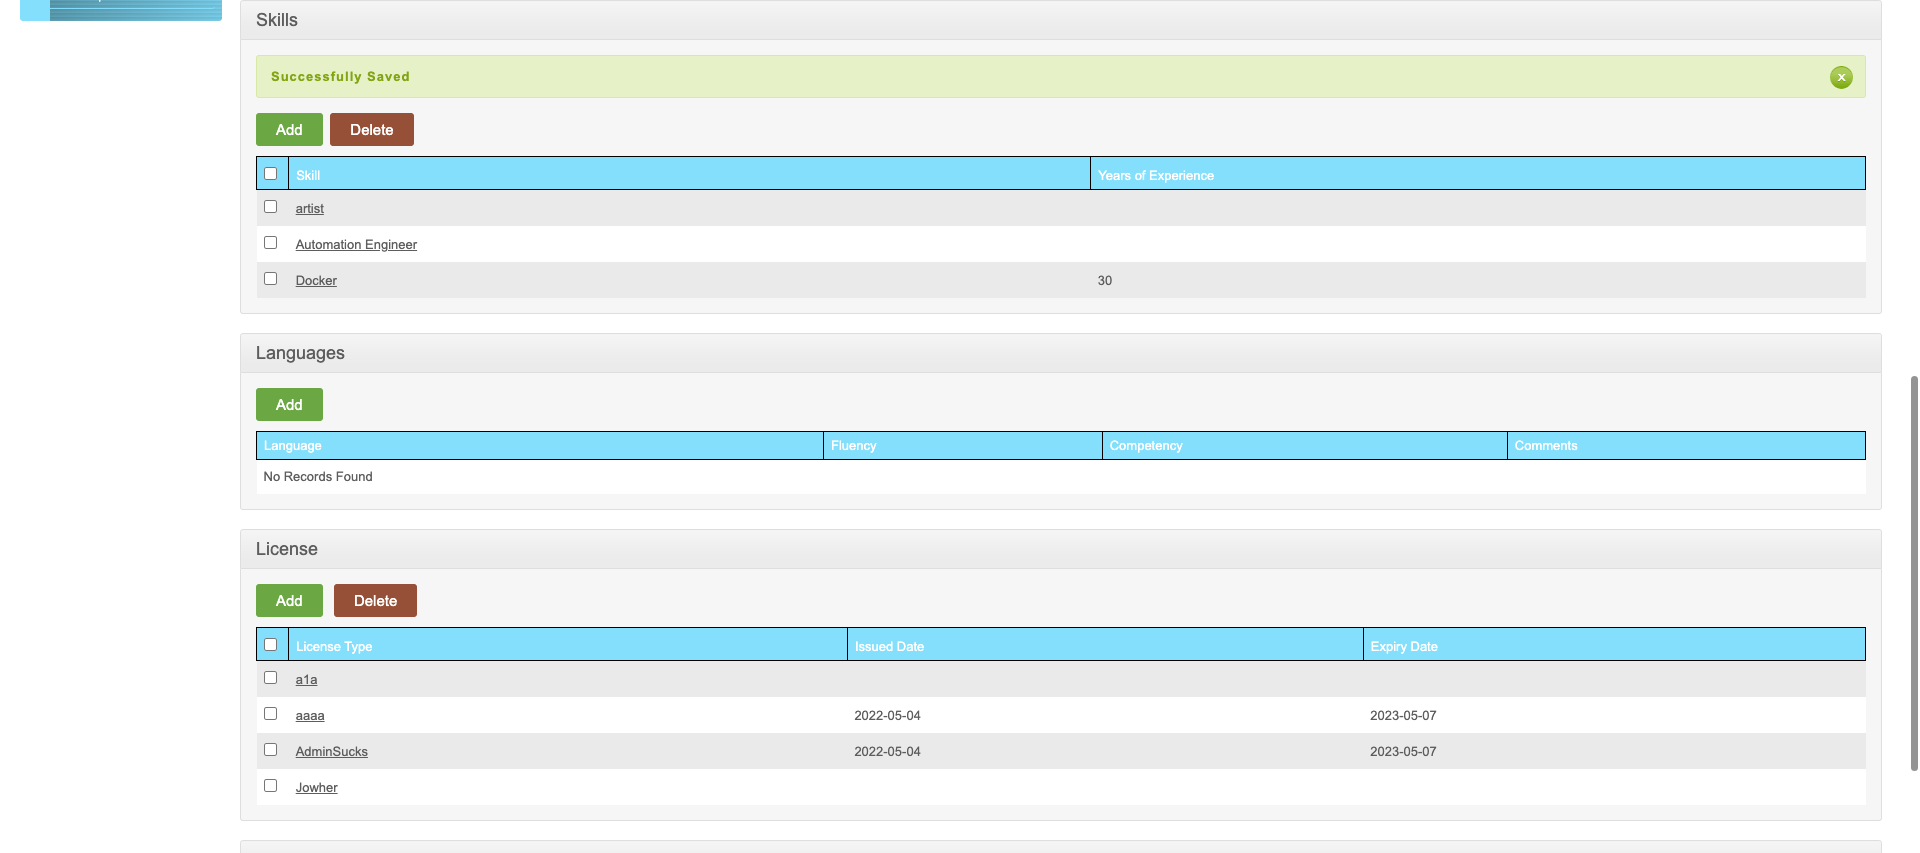 Skills
Successfully Saved
x
Add Delete
Skill Years of Experience
artist
Automation Engineer
Docker 30
Languages
Add
Language Fluency Competency Comments
No Records Found
License
Add Delete
License Type Issued Date Expiry Date
a1a
aaaa 2022-05-04 2023-05-07
AdminSucks 2022-05-04 2023-05-07
Jowher